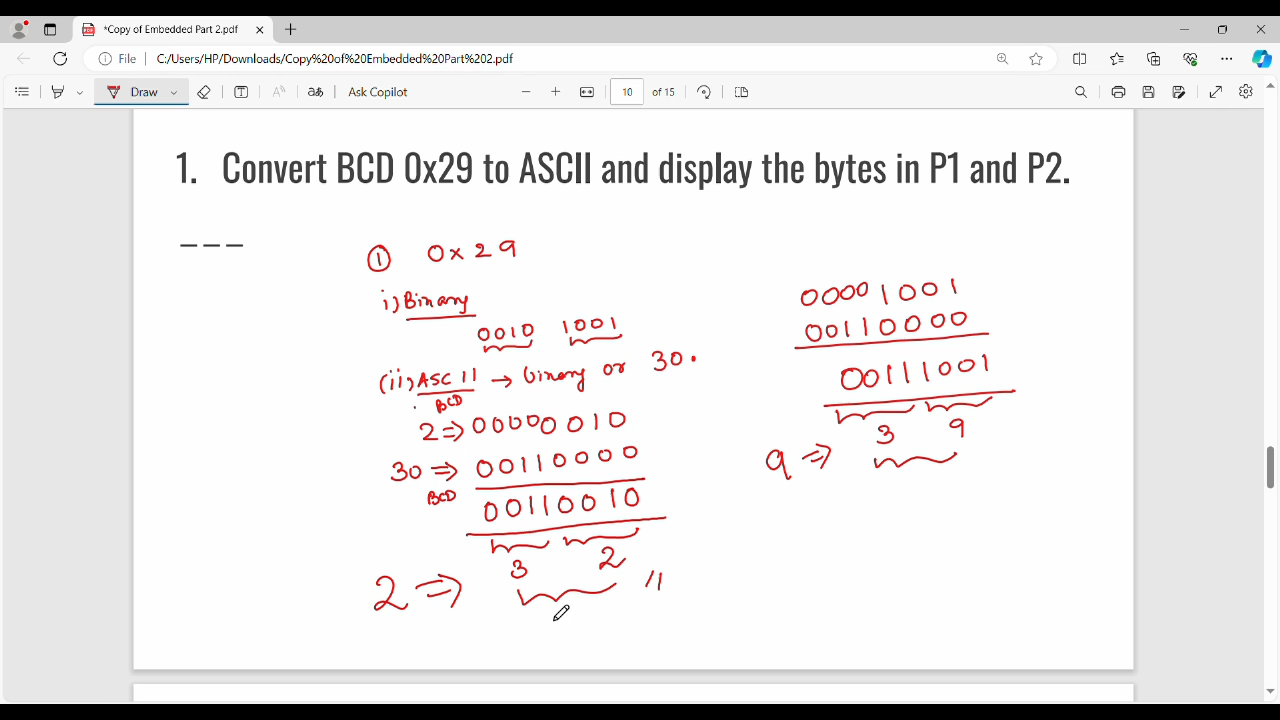 *Copy of Embedded Part 2.pdf
File C:/Users/HP/Downloads/Copy%20of%20Embedded%20Part%202.pdf
Draw Ask Copilot 10 of 15
1. Convert BCD 0x29 to ASCII and display the bytes in P1 and P2.
---
① 0x29
i) Binary
0010 1001
(ii) ASCII → binary or 30.
BCD
2 ⇒ 00000010
30 ⇒ 00110000
BCD
00110010
3 2
2 ⇒ //
00001001
00110000
00111001
3 9
9 ⇒